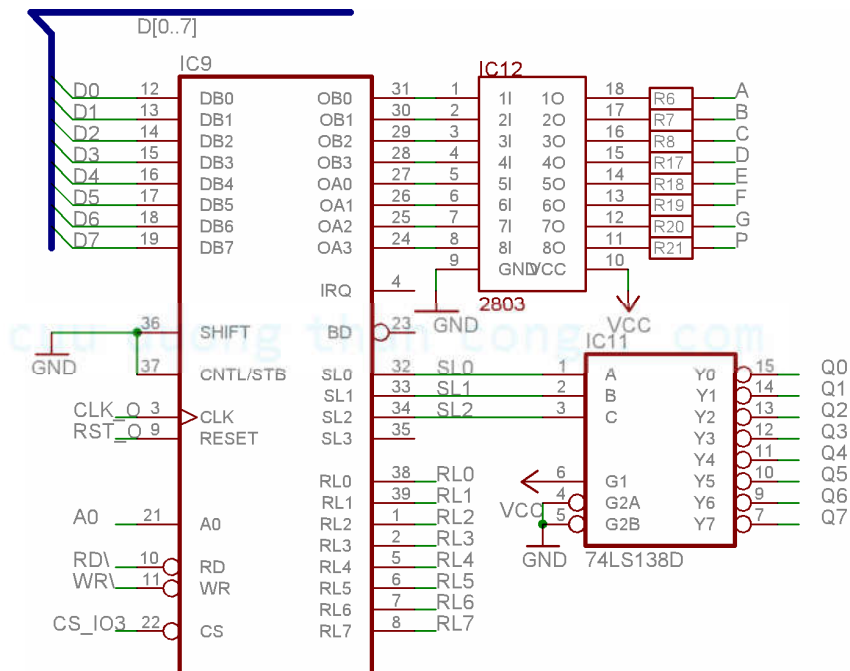 D[0..7]
IC9
IC12
D0 12 DB0 OB0 31 1 1I 1O 18 R6 A
D1 13 DB1 OB1 30 2 2I 2O 17 R7 B
D2 14 DB2 OB2 29 3 3I 3O 16 R8 C
D3 15 DB3 OB3 28 4 4I 4O 15 R17 D
D4 16 DB4 OA0 27 5 5I 5O 14 R18 E
D5 17 DB5 OA1 26 6 6I 6O 13 R19 F
D6 18 DB6 OA2 25 7 7I 7O 12 R20 G
D7 19 DB7 OA3 24 8 8I 8O 11 R21 P
9 GND VCC 10
IRQ 4
2803
GND
VCC
36 SHIFT BD 23
cuu duong than cong . com
IC11
GND
37 CNTL/STB SL0 32 SL0 1 A Y0 15 Q0
SL1 33 SL1 2 B Y1 14 Q1
CLK_O 3 CLK SL2 34 SL2 3 C Y2 13 Q2
RST_O 9 RESET SL3 35 Y3 12 Q3
Y4 11 Q4
RL0 38 RL0 6 G1 Y5 10 Q5
RL1 39 RL1 VCC 4 G2A Y6 9 Q6
A0 21 A0 RL2 1 RL2 5 G2B Y7 7 Q7
RL3 2 RL3
GND
74LS138D
RD\ 10 RD RL4 5 RL4
WR\ 11 WR RL5 6 RL5
RL6 7 RL6
CS_IO3 22 CS RL7 8 RL7